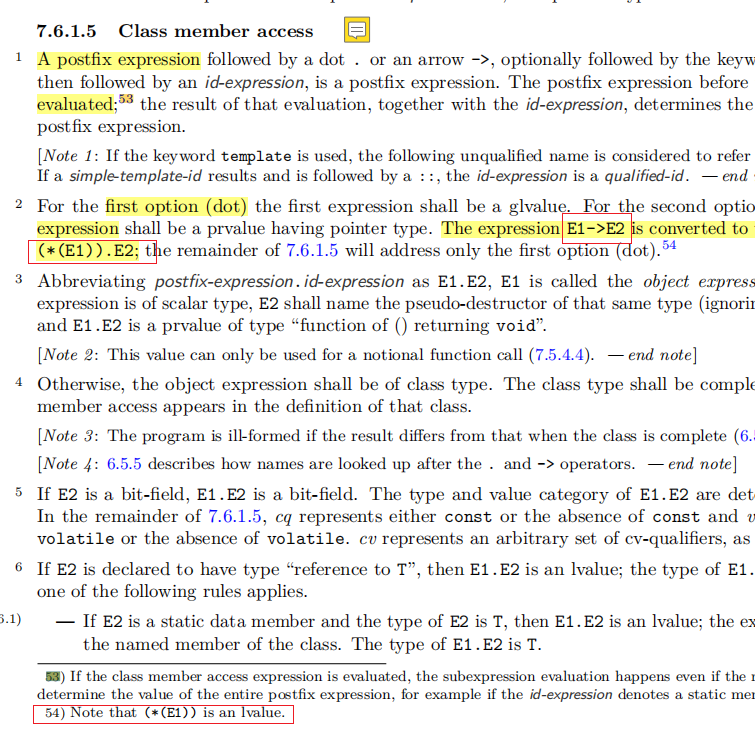 7.6.1.5 Class member access
1 A postfix expression followed by a dot . or an arrow ->, optionally followed by the keyw
then followed by an id-expression, is a postfix expression. The postfix expression before
evaluated;53 the result of that evaluation, together with the id-expression, determines the
postfix expression.
[Note 1: If the keyword template is used, the following unqualified name is considered to refer
If a simple-template-id results and is followed by a ::, the id-expression is a qualified-id. — end
2 For the first option (dot) the first expression shall be a glvalue. For the second optio
expression shall be a prvalue having pointer type. The expression E1->E2 is converted to
(*(E1)).E2; the remainder of 7.6.1.5 will address only the first option (dot).54
3 Abbreviating postfix-expression.id-expression as E1.E2, E1 is called the object express
expression is of scalar type, E2 shall name the pseudo-destructor of that same type (ignorin
and E1.E2 is a prvalue of type “function of () returning void”.
[Note 2: This value can only be used for a notional function call (7.5.4.4). — end note]
4 Otherwise, the object expression shall be of class type. The class type shall be comple
member access appears in the definition of that class.
[Note 3: The program is ill-formed if the result differs from that when the class is complete (6.5
[Note 4: 6.5.5 describes how names are looked up after the . and -> operators. — end note]
5 If E2 is a bit-field, E1.E2 is a bit-field. The type and value category of E1.E2 are det
In the remainder of 7.6.1.5, cq represents either const or the absence of const and v
volatile or the absence of volatile. cv represents an arbitrary set of cv-qualifiers, as
6 If E2 is declared to have type “reference to T”, then E1.E2 is an lvalue; the type of E1.
one of the following rules applies.
6.1) — If E2 is a static data member and the type of E2 is T, then E1.E2 is an lvalue; the ex
the named member of the class. The type of E1.E2 is T.
53) If the class member access expression is evaluated, the subexpression evaluation happens even if the r
determine the value of the entire postfix expression, for example if the id-expression denotes a static mem
54) Note that (*(E1)) is an lvalue.